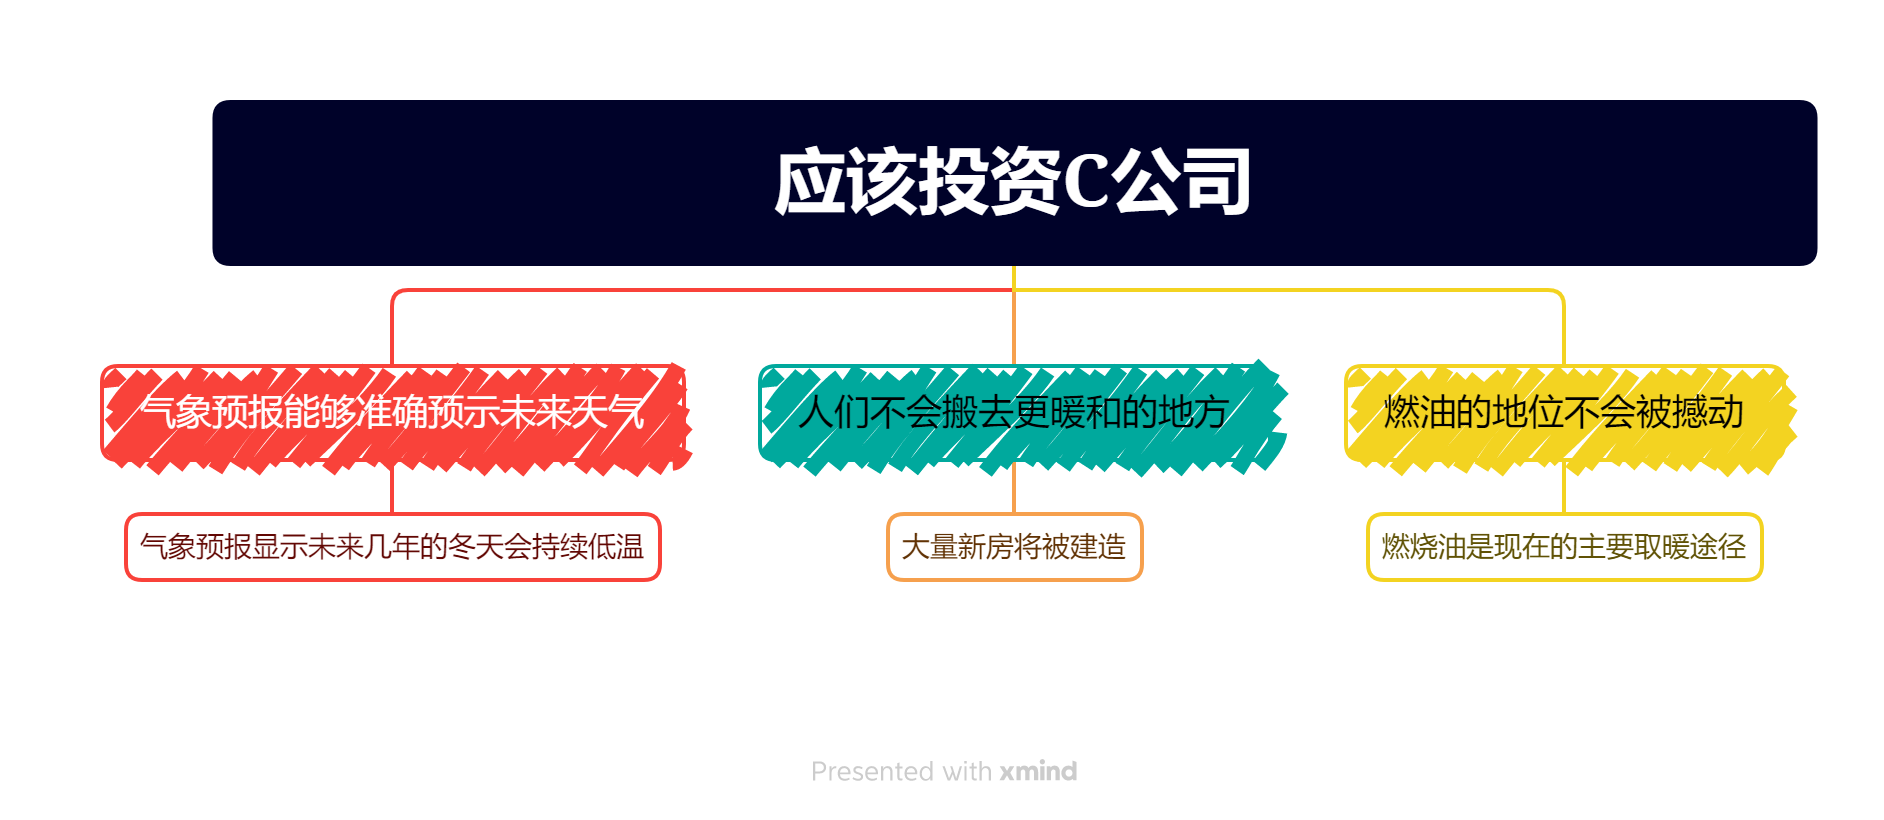 应该投资C公司
气象预报能够准确预示未来天气
人们不会搬去更暖和的地方
燃油的地位不会被撼动
气象预报显示未来几年的冬天会持续低温
大量新房将被建造
燃烧油是现在的主要取暖途径
Presented with xmind